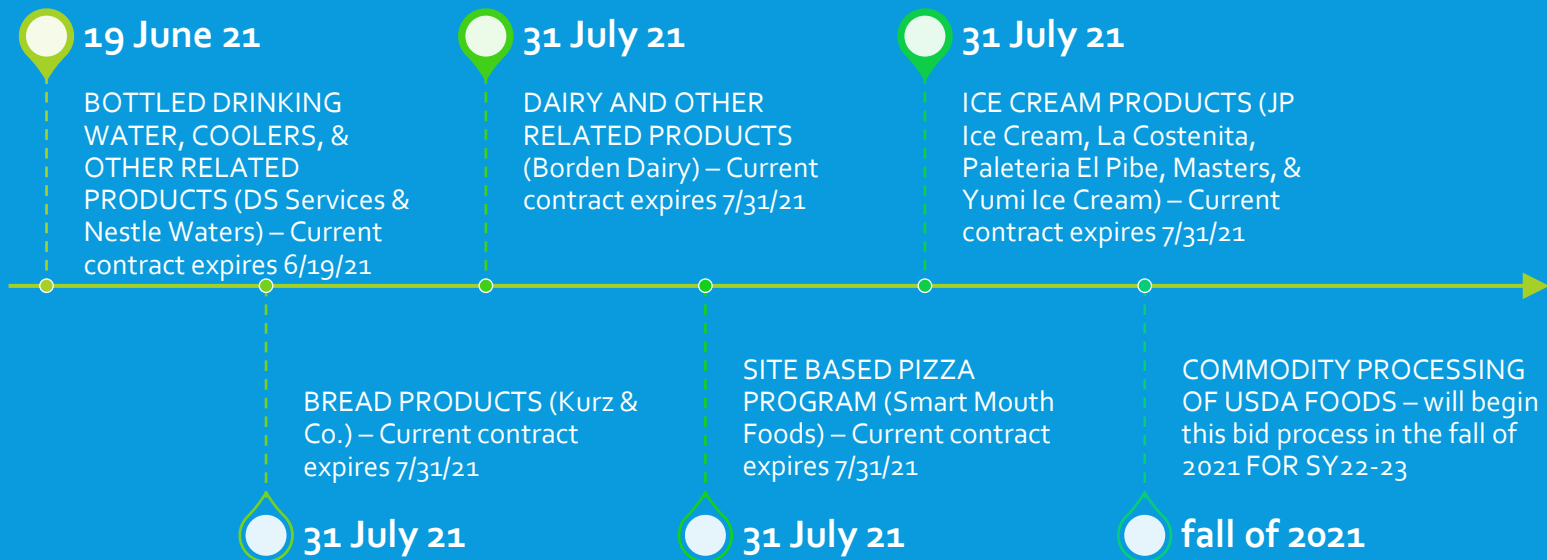 19 June 21
BOTTLED DRINKING
WATER, COOLERS, &
OTHER RELATED
PRODUCTS (DS Services &
Nestle Waters) – Current
contract expires 6/19/21
31 July 21
DAIRY AND OTHER
RELATED PRODUCTS
(Borden Dairy) – Current
contract expires 7/31/21
31 July 21
ICE CREAM PRODUCTS (JP
Ice Cream, La Costenita,
Paleteria El Pibe, Masters, &
Yumi Ice Cream) – Current
contract expires 7/31/21
BREAD PRODUCTS (Kurz &
Co.) – Current contract
expires 7/31/21
31 July 21
SITE BASED PIZZA
PROGRAM (Smart Mouth
Foods) – Current contract
expires 7/31/21
31 July 21
COMMODITY PROCESSING
OF USDA FOODS – will begin
this bid process in the fall of
2021 FOR SY22-23
fall of 2021